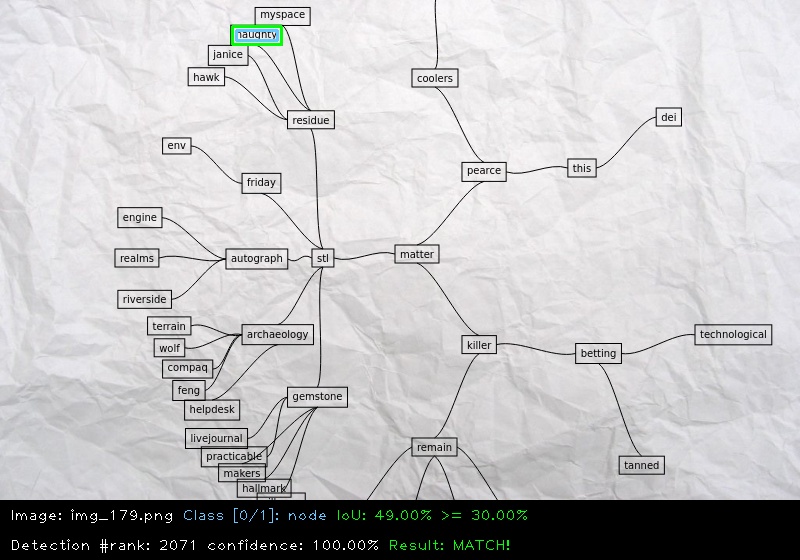 myspace
naughty
janice
hawk
coolers
residue
dei
env
pearce
this
friday
engine
realms
autograph
stl
matter
riverside
terrain
archaeology
wolf
killer
betting
technological
compaq
feng
helpdesk
gemstone
livejournal
practicable
remain
makers
tanned
hallmark
Image: img_179.png Class [0/1]: node IoU: 49.00% >= 30.00%
Detection #rank: 2071 confidence: 100.00% Result: MATCH!